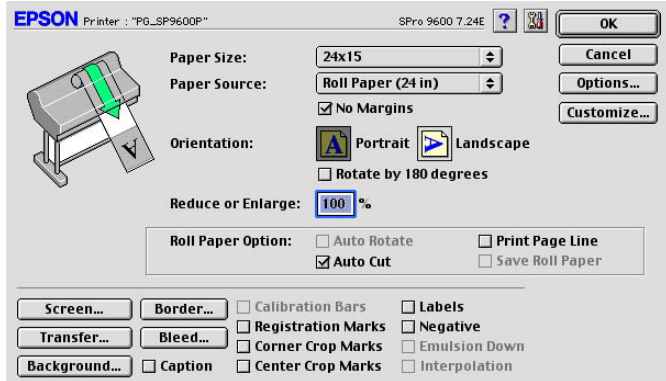 EPSON Printer : "PG_SP9600P" SPro 9600 7.24E ? OK
Paper Size: 24x15 Cancel
Paper Source: Roll Paper (24 in) Options...
No Margins Customize...
Orientation: A Portrait A Landscape
Rotate by 180 degrees
Reduce or Enlarge: 100 %
Roll Paper Option: Auto Rotate Print Page Line
Auto Cut Save Roll Paper
Screen... Border... Calibration Bars Labels
Transfer... Bleed... Registration Marks Negative
Corner Crop Marks Emulsion Down
Background... Caption Center Crop Marks Interpolation
A